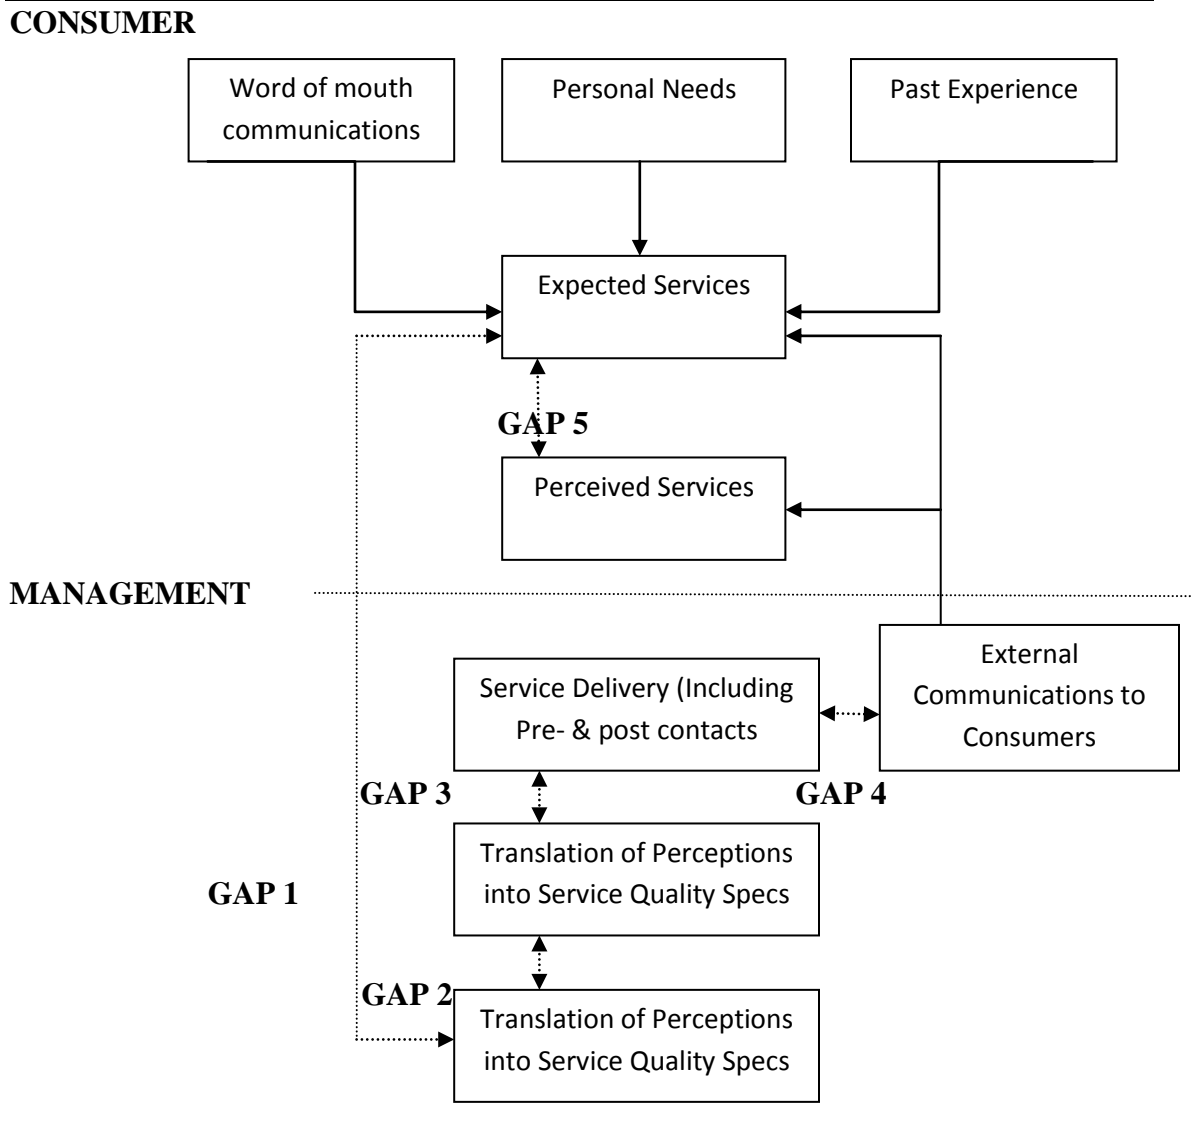 CONSUMER
Word of mouth
communications
Personal Needs
Past Experience
Expected Services
GAP 5
Perceived Services
MANAGEMENT
External
Communications to
Consumers
Service Delivery (Including
Pre- & post contacts
GAP 3
GAP 4
Translation of Perceptions
into Service Quality Specs
GAP 1
GAP 2
Translation of Perceptions
into Service Quality Specs